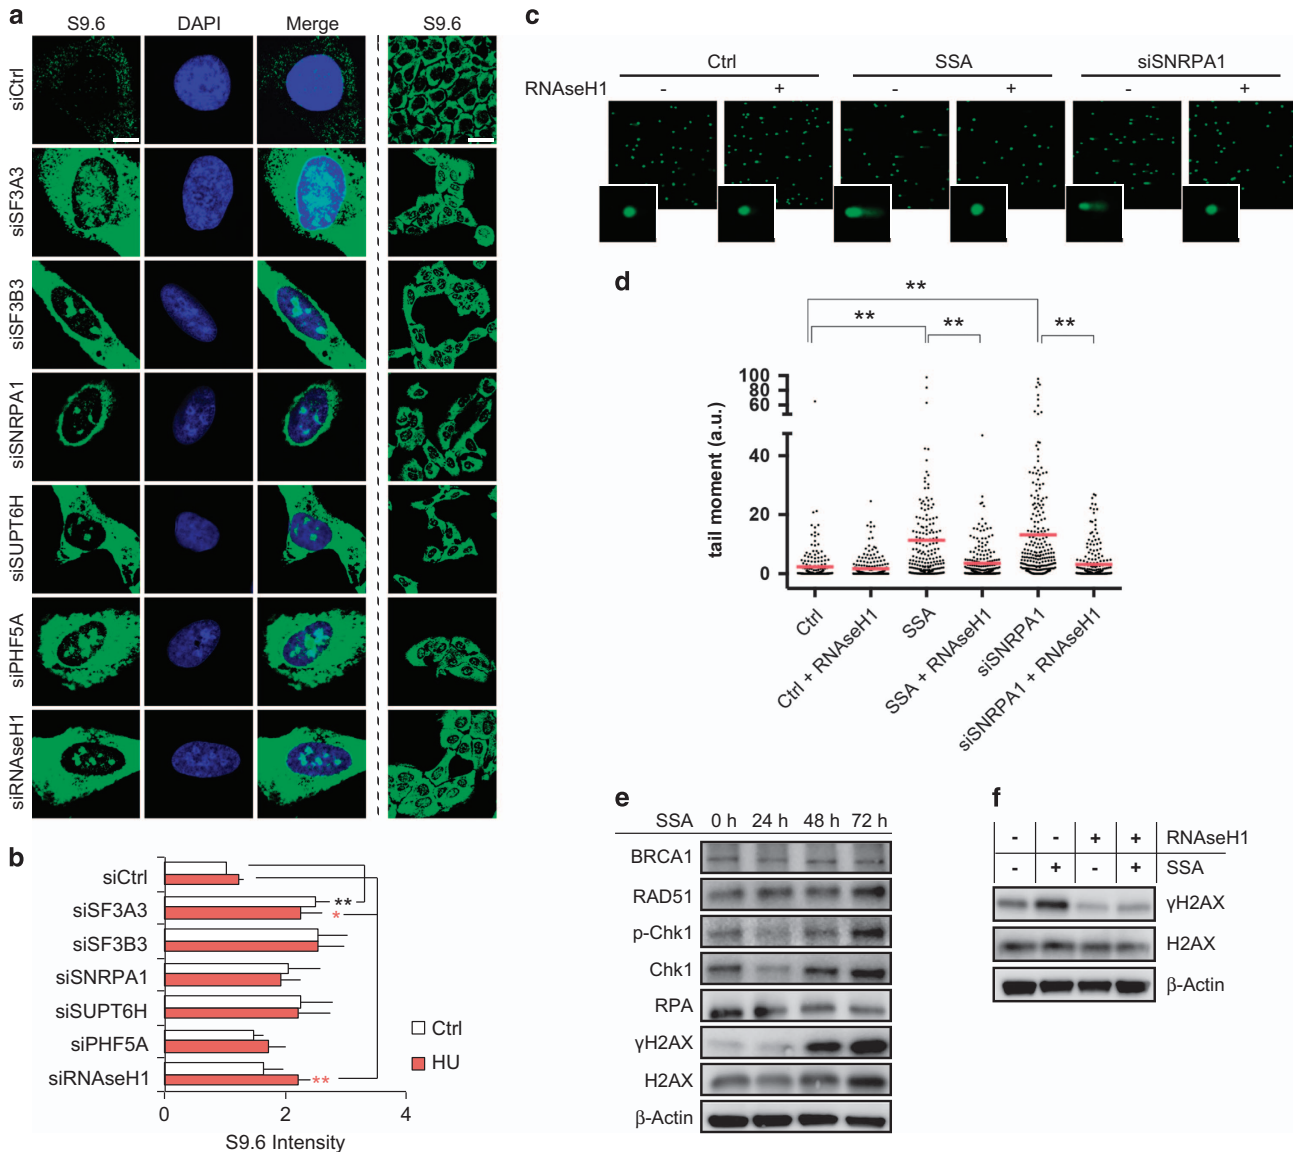 a
S9.6 DAPI Merge S9.6
siCtrl
siSF3A3
siSF3B3
siSNRPA1
siSUPT6H
siPHF5A
siRNAseH1
b
siCtrl
siSF3A3 ** *
siSF3B3
siSNRPA1
siSUPT6H
siPHF5A
siRNAseH1 **
Ctrl
HU
0 2 4
S9.6 Intensity
c
Ctrl SSA siSNRPA1
RNAseH1 - + - + - +
d
**
** ** **
tail moment (a.u.)
100
80
60
40
20
0
Ctrl
Ctrl + RNAseH1
SSA
SSA + RNAseH1
siSNRPA1
siSNRPA1 + RNAseH1
e
SSA 0 h 24 h 48 h 72 h
BRCA1
RAD51
p-Chk1
Chk1
RPA
γH2AX
H2AX
β-Actin
f
- - + + RNAseH1
- + - + SSA
γH2AX
H2AX
β-Actin